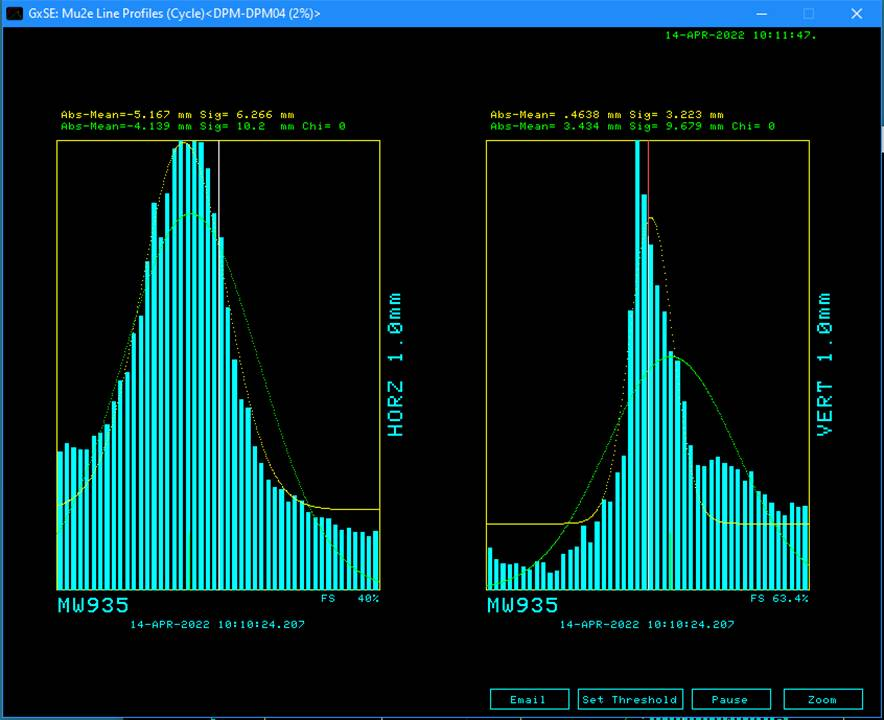 GxSE: Mu2e Line Profiles (Cycle)<DPM-DPM04 (2%)>
14-APR-2022 10:11:47.
Abs-Mean=-5.167 mm Sig= 6.266 mm
Abs-Mean=-4.139 mm Sig= 10.2 mm Chi= 0
HORZ 1.0mm
MW935
FS 40%
14-APR-2022 10:10:24.207
Abs-Mean= .4638 mm Sig= 3.223 mm
Abs-Mean= 3.434 mm Sig= 9.679 mm Chi= 0
VERT 1.0mm
MW935
FS 63.4%
14-APR-2022 10:10:24.207
Email
Set Threshold
Pause
Zoom